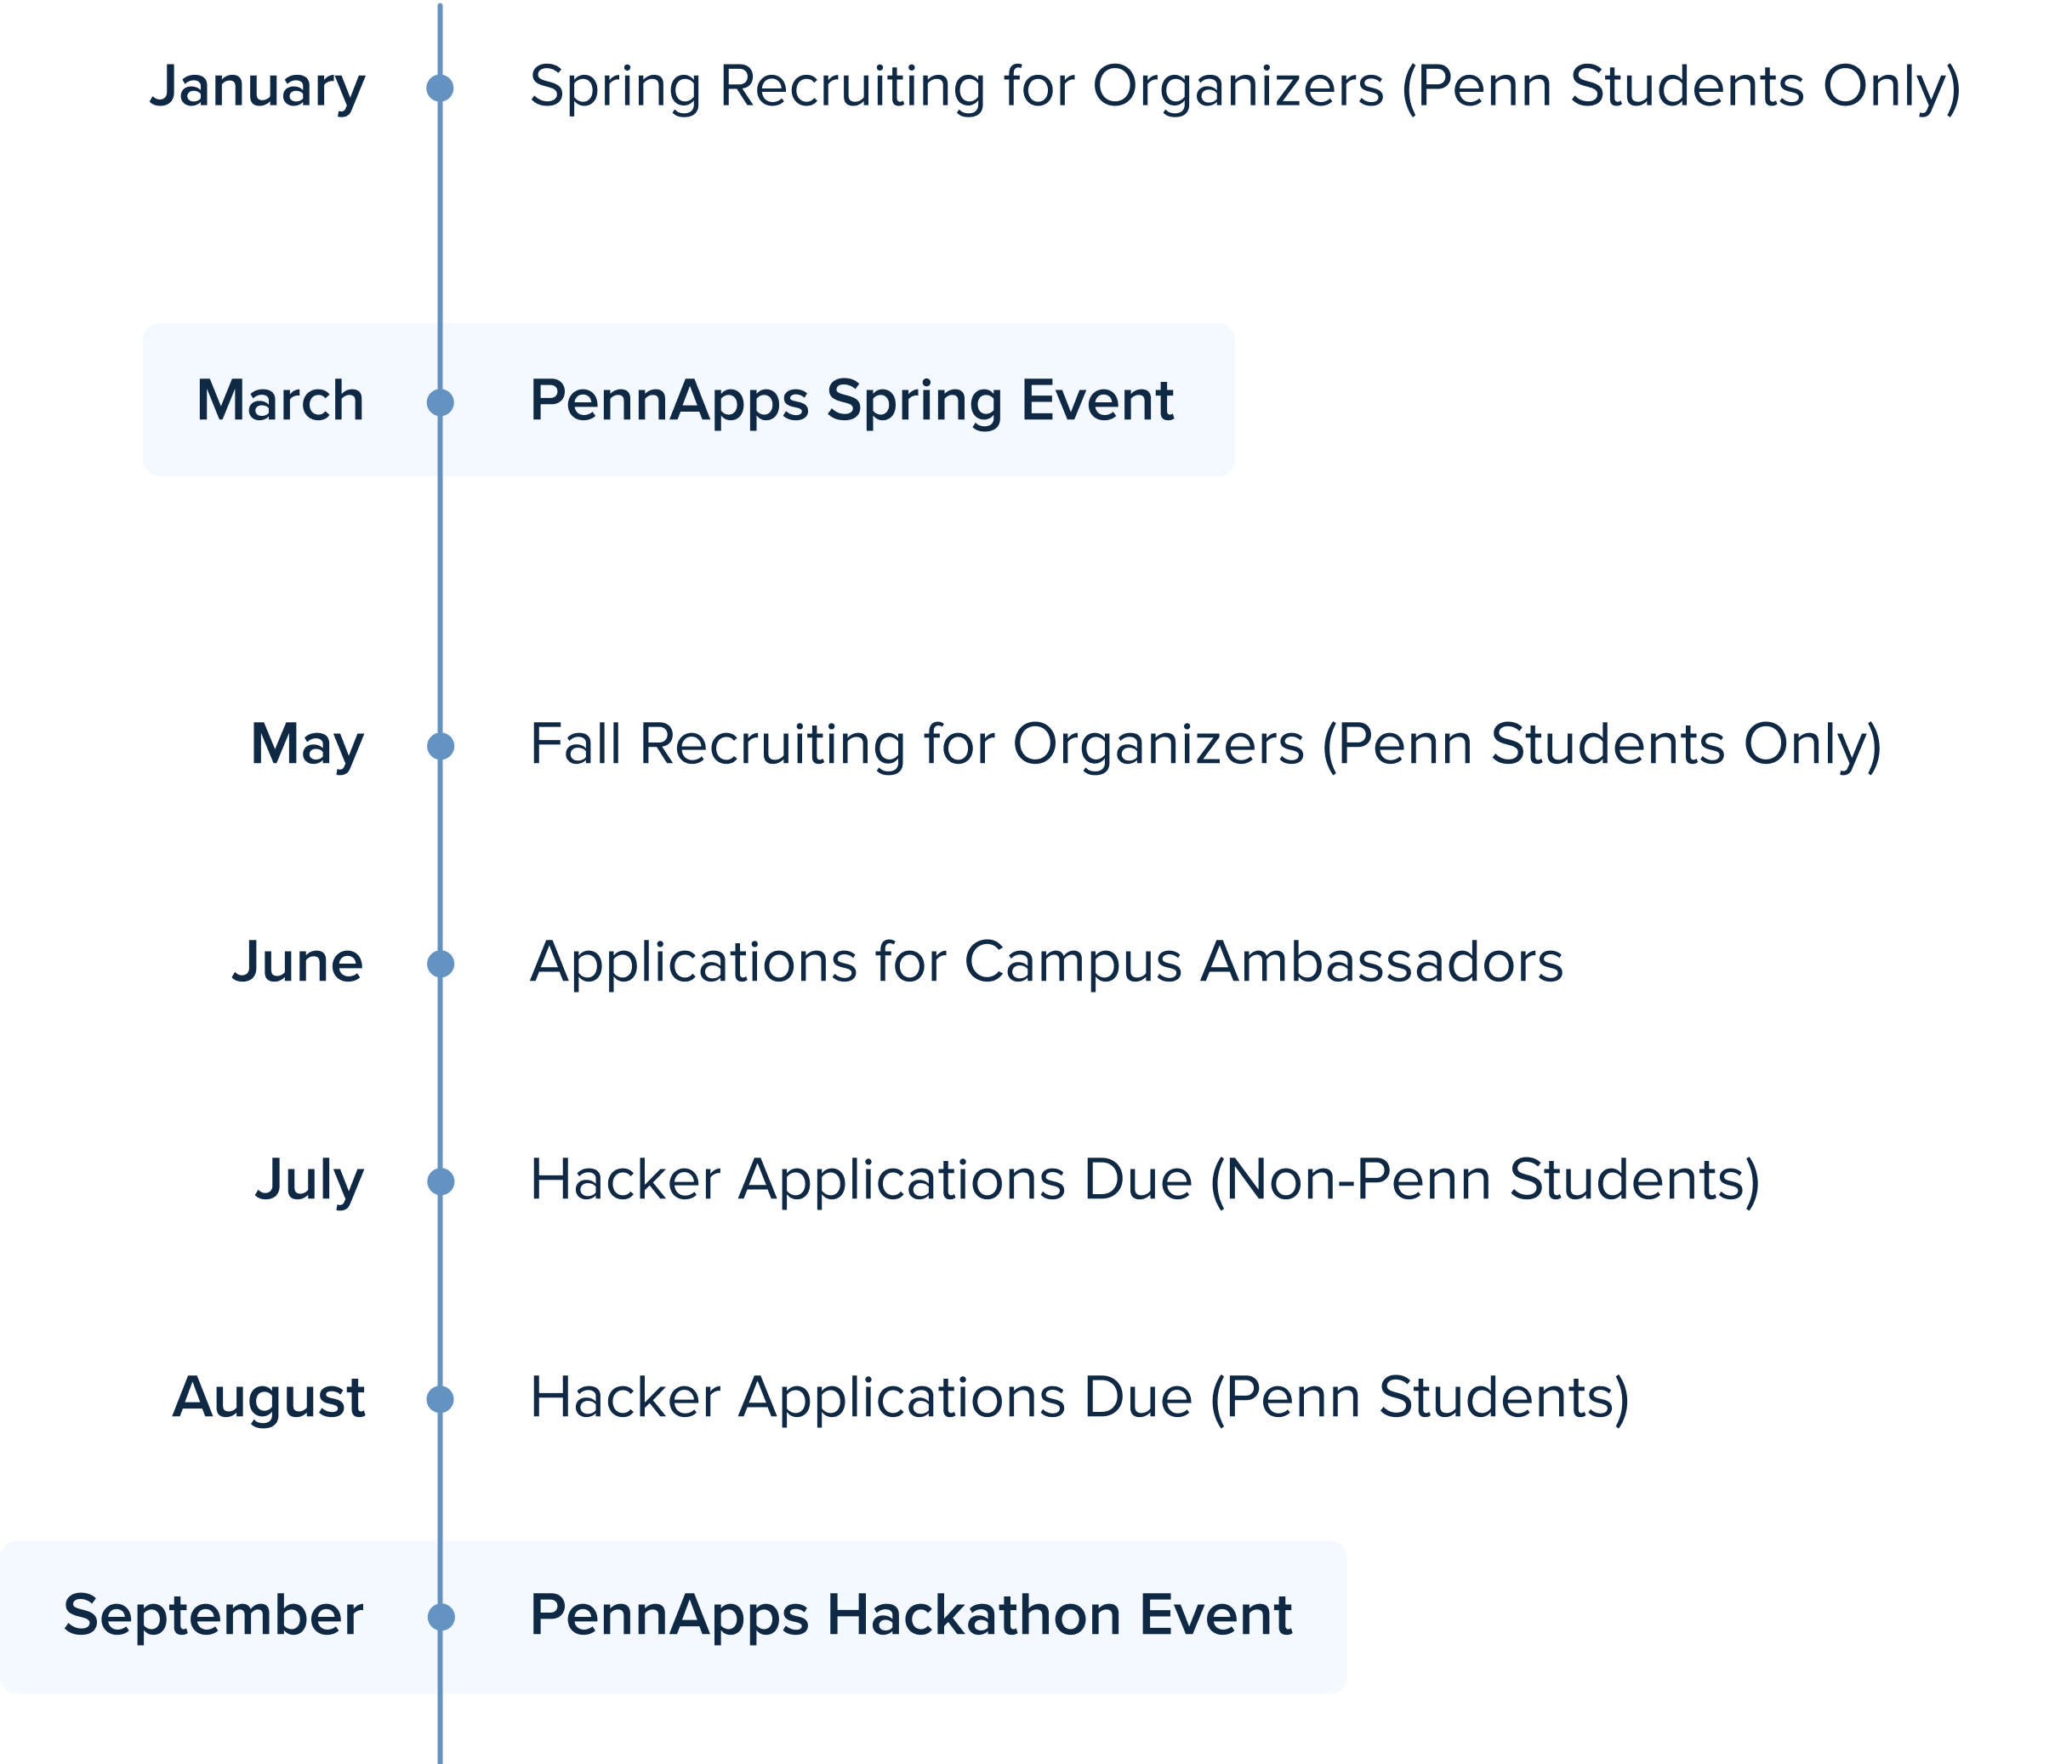 January Spring Recruiting for Organizers (Penn Students Only)
March PennApps Spring Event
May Fall Recruiting for Organizers(Penn Students Only)
June Applications for Campus Ambassadors
July Hacker Applications Due (Non-Penn Students)
August Hacker Applications Due (Penn Students)
September PennApps Hackathon Event